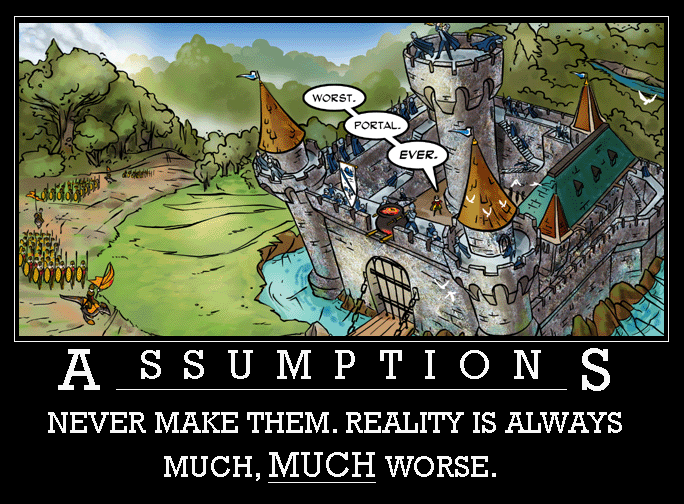 WORST.
PORTAL.
EVER.
ASSUMPTIONS
NEVER MAKE THEM. REALITY IS ALWAYS
MUCH, MUCH WORSE.